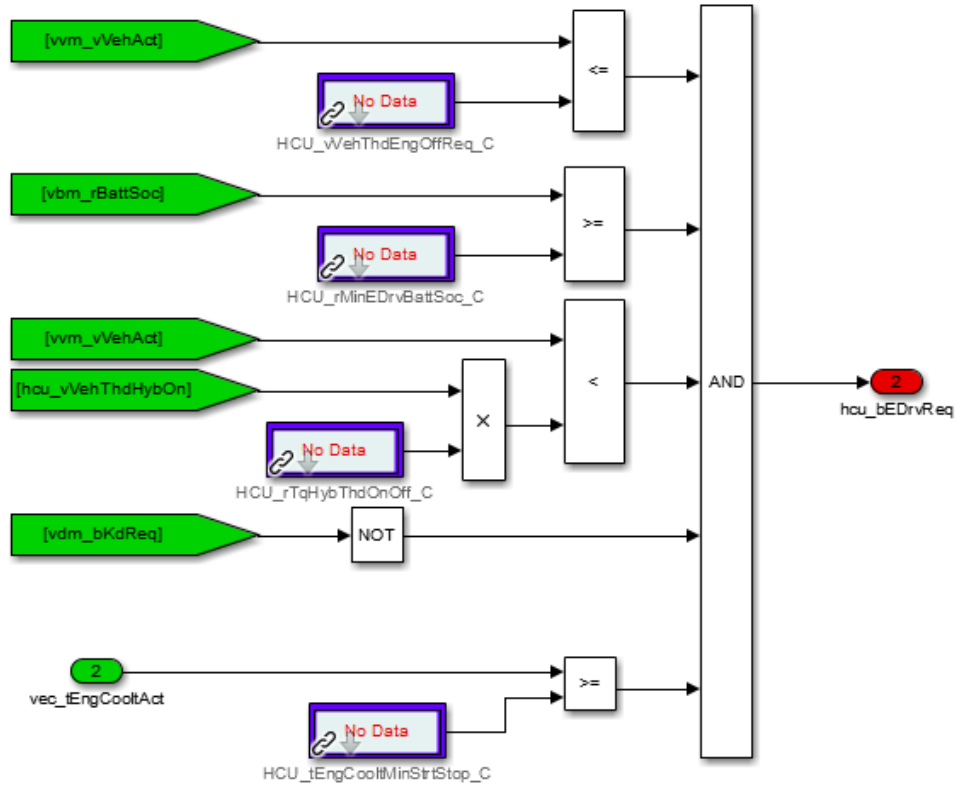 [vvm_vVehAct]
<=
No Data
HCU_vVehThdEngOffReq_C
[vbm_rBattSoc]
>=
No Data
HCU_rMinEDrvBattSoc_C
[vvm_vVehAct]
<
AND
2
hcu_bEDrvReq
[hcu_vVehThdHybOn]
×
No Data
HCU_rTqHybThdOnOff_C
[vdm_bKdReq]
NOT
2
vec_tEngCooltAct
>=
No Data
HCU_tEngCooltMinStrtStop_C